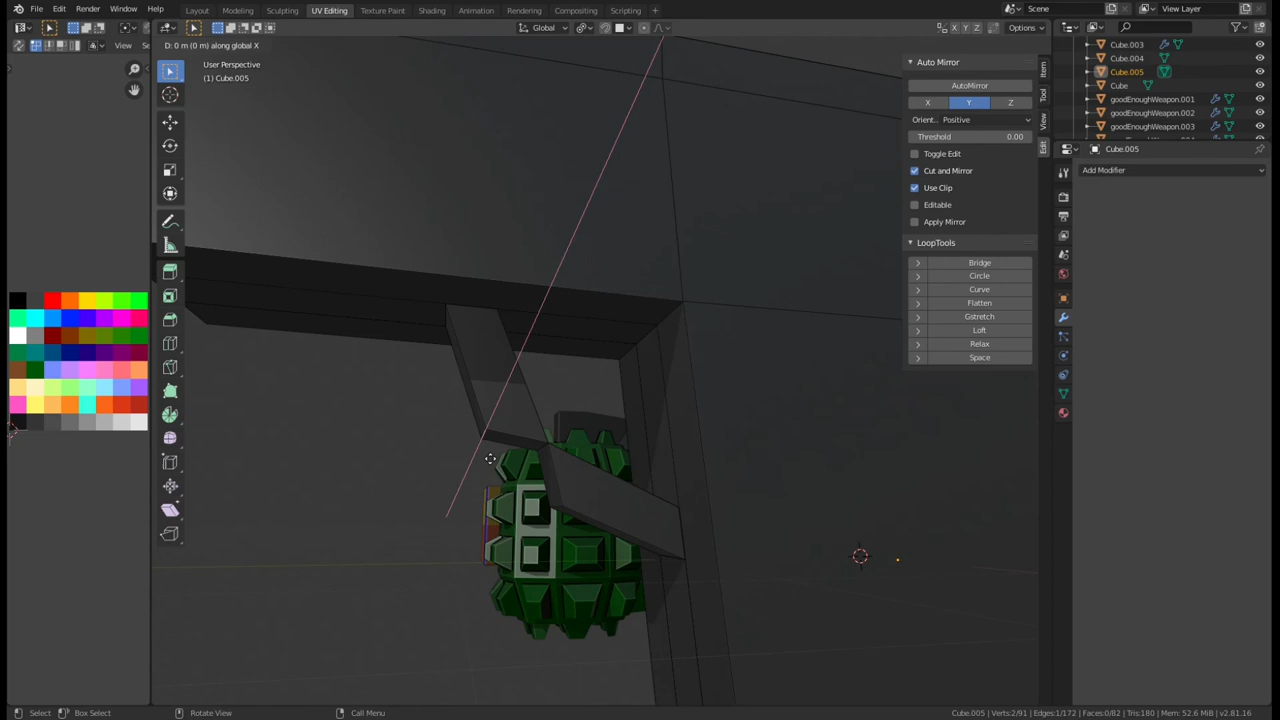 File Edit Render Window Help Layout Modeling Sculpting UV Editing Texture Paint Shading Animation Rendering Compositing Scripting + Scene View Layer
View Se Global Options X Y Z
D: 0 m (0 m) along global X
User Perspective
(1) Cube.005
Auto Mirror
AutoMirror
X Y Z
Orient.. Positive
Threshold 0.00
Toggle Edit
Cut and Mirror
Use Clip
Editable
Apply Mirror
LoopTools
Bridge
Circle
Curve
Flatten
Gstretch
Loft
Relax
Space
Item
Tool
View
Edit
Cube.003
Cube.004
Cube.005
Cube
goodEnoughWeapon.001
goodEnoughWeapon.002
goodEnoughWeapon.003
Cube.005
Add Modifier
Select Box Select Rotate View Call Menu Cube.005 | Verts:2/91 | Edges:1/172 | Faces:0/82 | Tris:180 | Mem: 52.6 MiB | v2.81.16